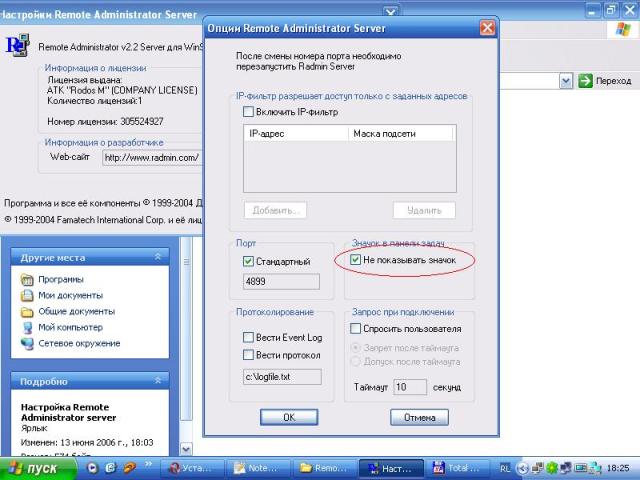 Настройки Remote Administrator Server
Remote Administrator v2.2 Server для Win
Информация о лицензии
Лицензия выдана:
ATK "Rodos M" (COMPANY LICENSE)
Количество лицензий:1
Номер лицензии: 305524927
Информация о разработчике
Web-сайт
http://www.radmin.com/
Программа и все её компоненты © 1999-2004
© 1999-2004 Famatech International Corp. и её
Опции Remote Administrator Server
После смены номера порта необходимо
перезапустить Radmin Server
IP-фильтр разрешает доступ только с заданных адресов
Включить IP-фильтр
IP-адрес
Маска подсети
Добавить...
Удалить
Порт
Стандартный
4899
Значок в панели задач
Не показывать значок
Протоколирование
Вести Event Log
Вести протокол
c:\logfile.txt
Запрос при подключении
Спросить пользователя
Запрет после таймаута
Допуск после таймаута
Таймаут 10 секунд
OK
Отмена
Переход
Другие места
Программы
Мои документы
Общие документы
Мой компьютер
Сетевое окружение
Подробно
Настройка Remote
Administrator server
Ярлык
Изменен: 13 июня 2006 г., 18:03
пуск
Уста...
Note...
Remo...
Наст...
Total ...
RL
18:25